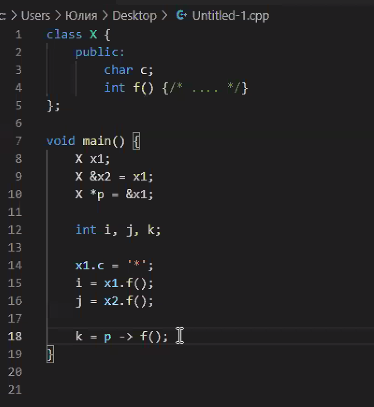 c: > Users > Юлия > Desktop > Untitled-1.cpp
1 class X {
2     public:
3         char c;
4         int f() {/* .... */}
5 };
6
7 void main() {
8     X x1;
9     X &x2 = x1;
10     X *p = &x1;
11
12     int i, j, k;
13
14     x1.c = '*';
15     i = x1.f();
16     j = x2.f();
17
18     k = p -> f();
19 }
20
21